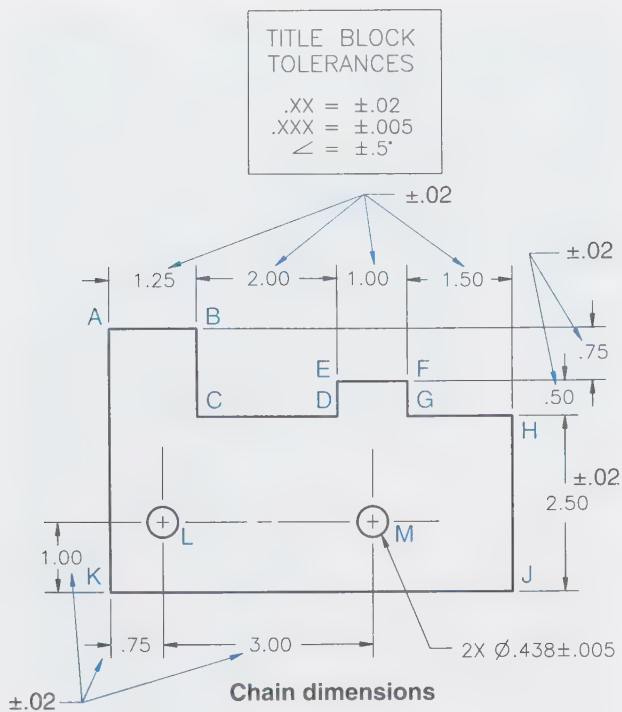 TITLE BLOCK
TOLERANCES
.XX = ±.02
.XXX = ±.005
∠ = ±.5°
±.02
±.02
1.25 2.00 1.00 1.50
A B
.75
E F
.50
C D G
H
±.02
2.50
1.00
L M
K J
.75 3.00
2X Ø.438±.005
±.02
Chain dimensions